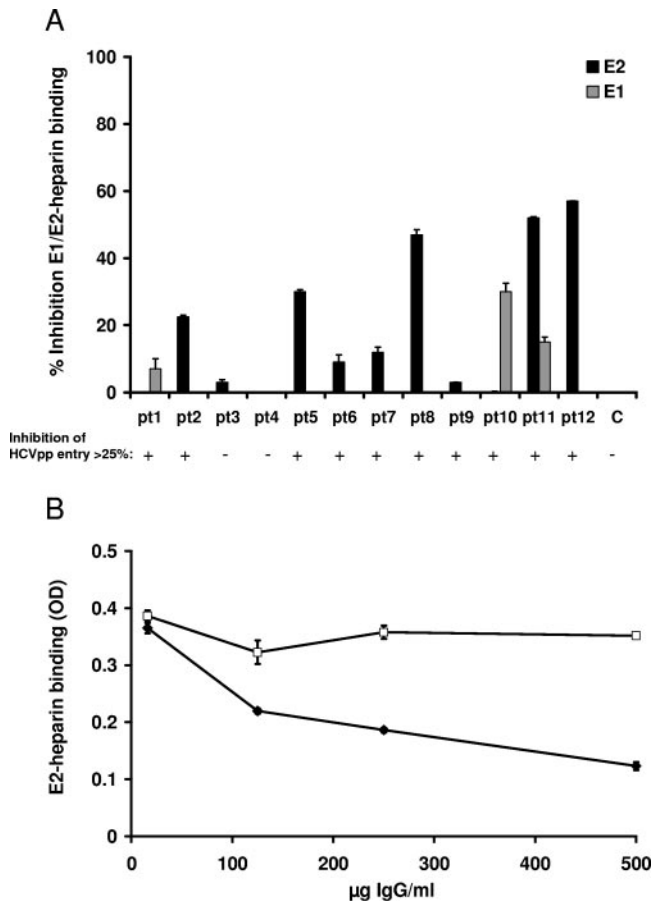 A
E2
E1
% Inhibition E1/E2-heparin binding
100
80
60
40
20
0
pt1 pt2 pt3 pt4 pt5 pt6 pt7 pt8 pt9 pt10 pt11 pt12 C
Inhibition of
HCVpp entry >25%: + + - - + + + + + + + + -
B
E2-heparin binding (OD)
0.5
0.4
0.3
0.2
0.1
0
0 100 200 300 400 500
µg IgG/ml